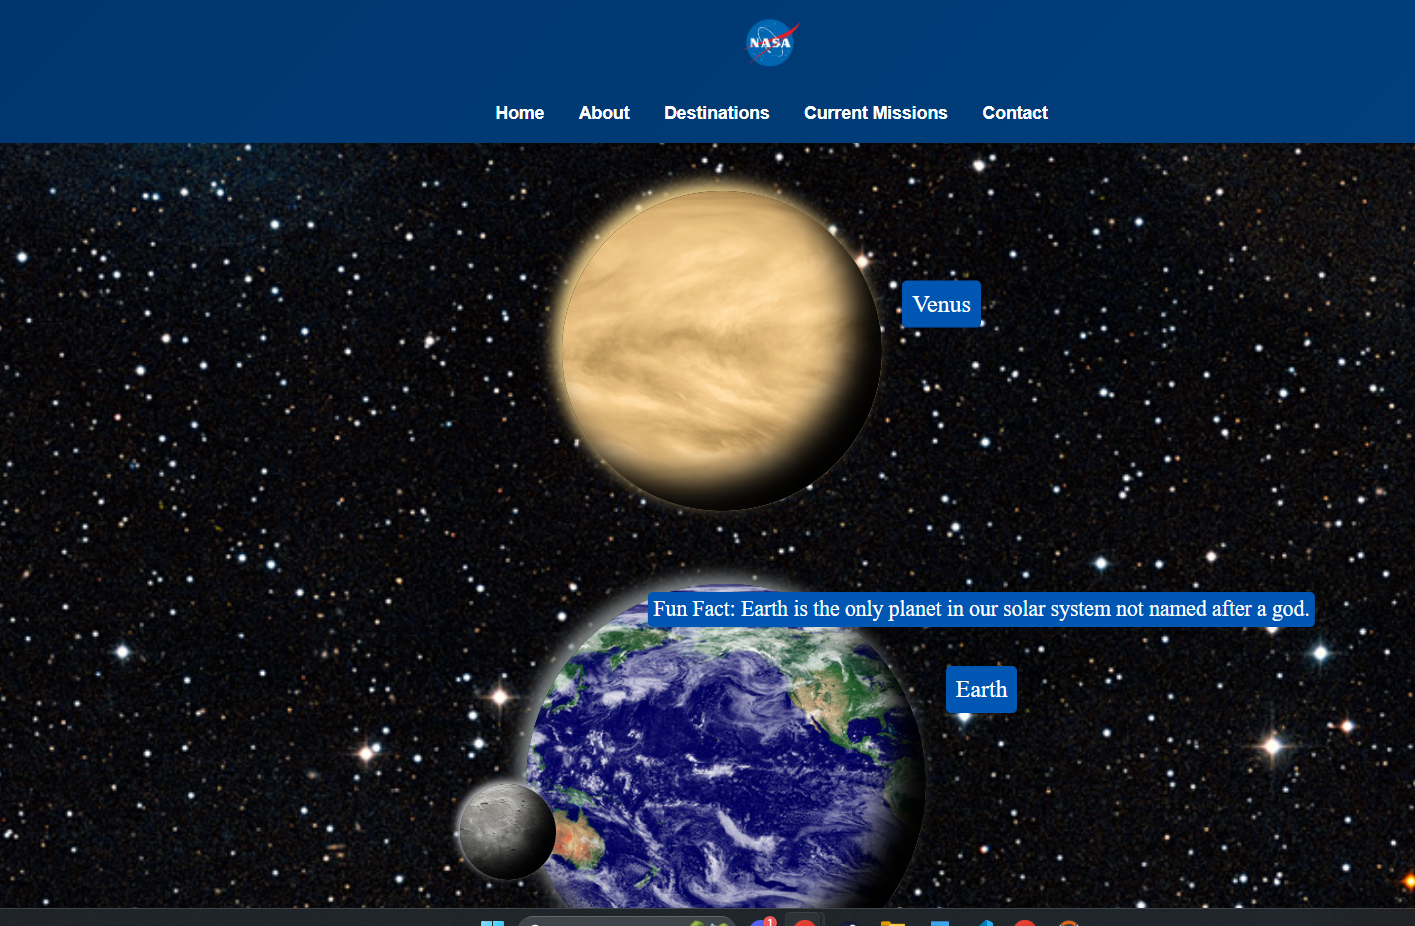 NASA
Home About Destinations Current Missions Contact
Venus
Fun Fact: Earth is the only planet in our solar system not named after a god.
Earth
1